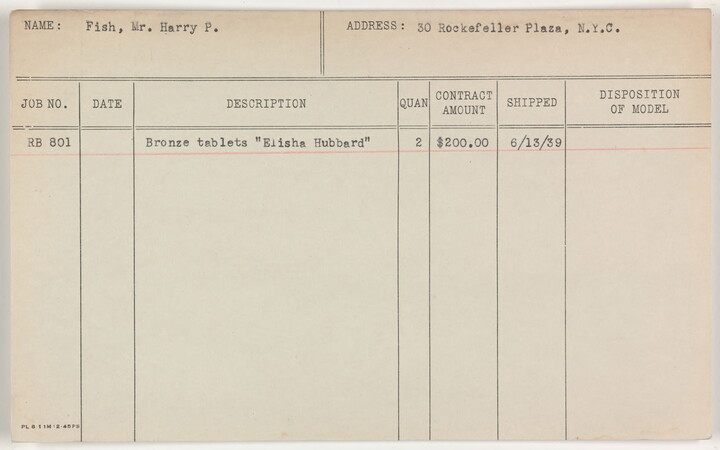 NAME: Fish, Mr. Harry P. ADDRESS: 30 Rockefeller Plaza, N.Y.C.
JOB NO. DATE DESCRIPTION QUAN CONTRACT AMOUNT SHIPPED DISPOSITION OF MODEL
RB 801 Bronze tablets "Elisha Hubbard" 2 $200.00 6/13/39